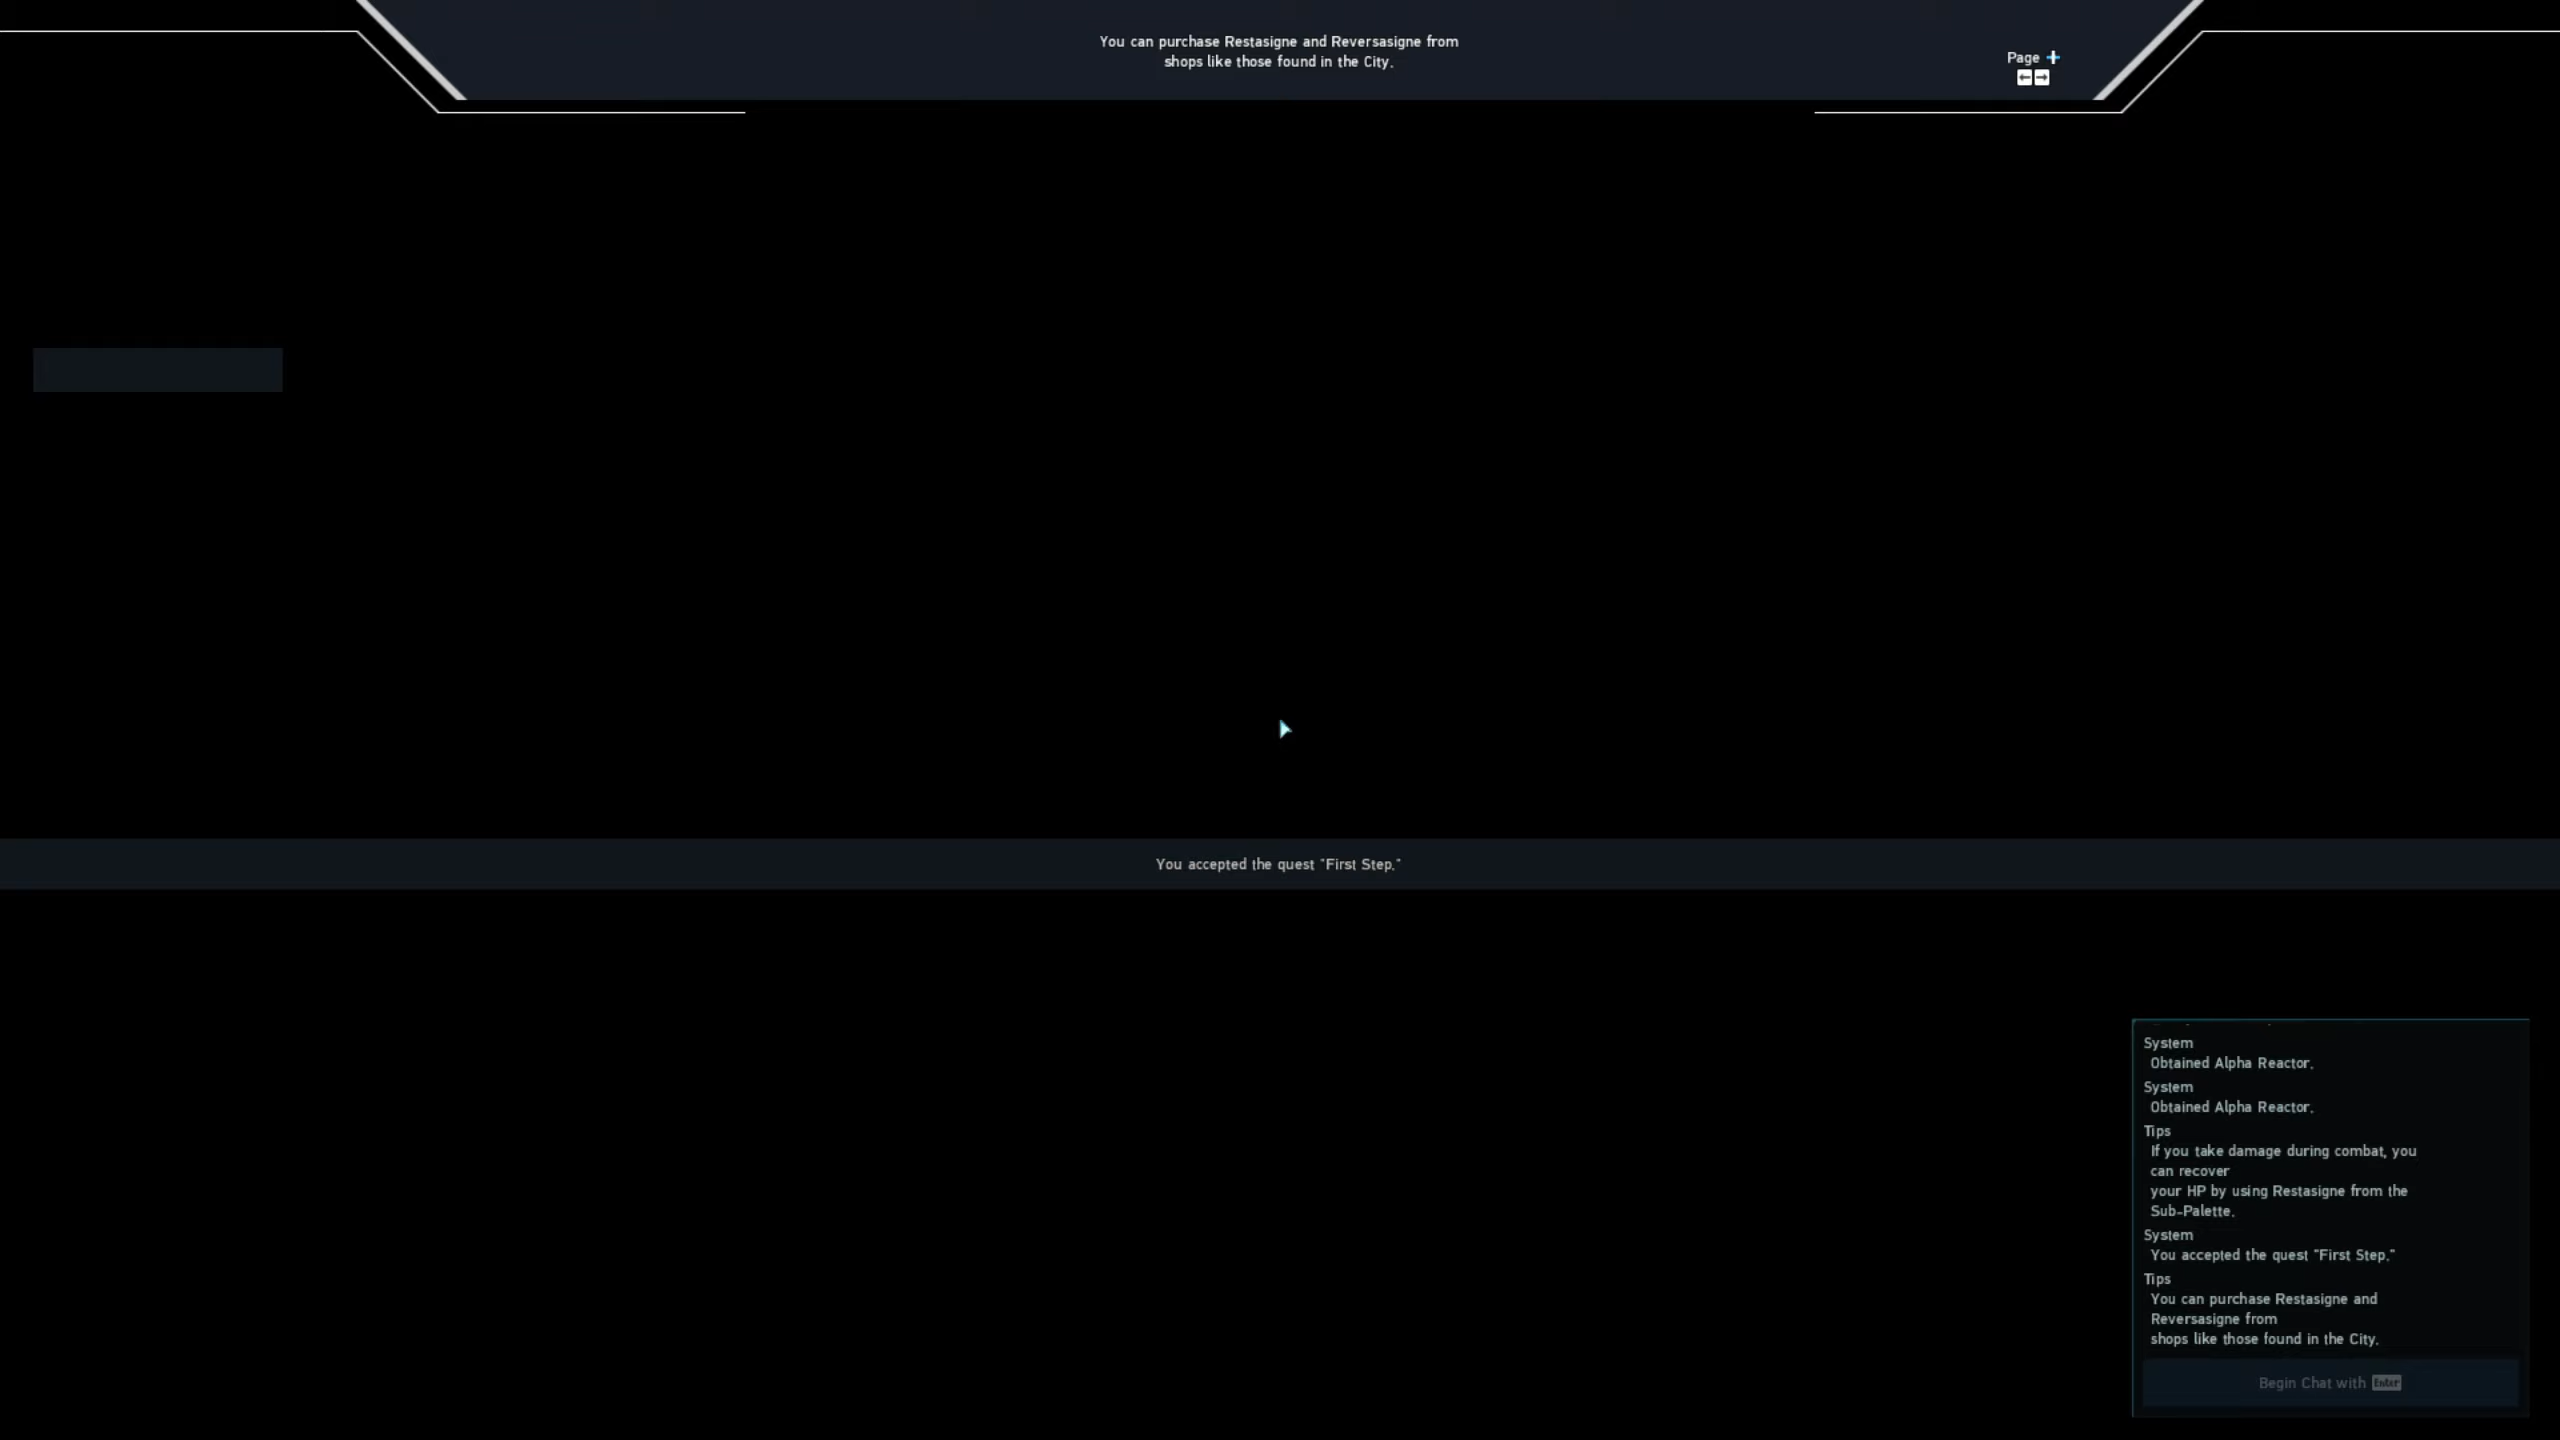 You can purchase Restasigne and Reversasigne from
shops like those found in the City.
Page
You accepted the quest "First Step."
System
Obtained Alpha Reactor.
System
Obtained Alpha Reactor.
Tips
If you take damage during combat, you
can recover
your HP by using Restasigne from the
Sub-Palette.
System
You accepted the quest "First Step."
Tips
You can purchase Restasigne and
Reversasigne from
shops like those found in the City.
Begin Chat with Enter